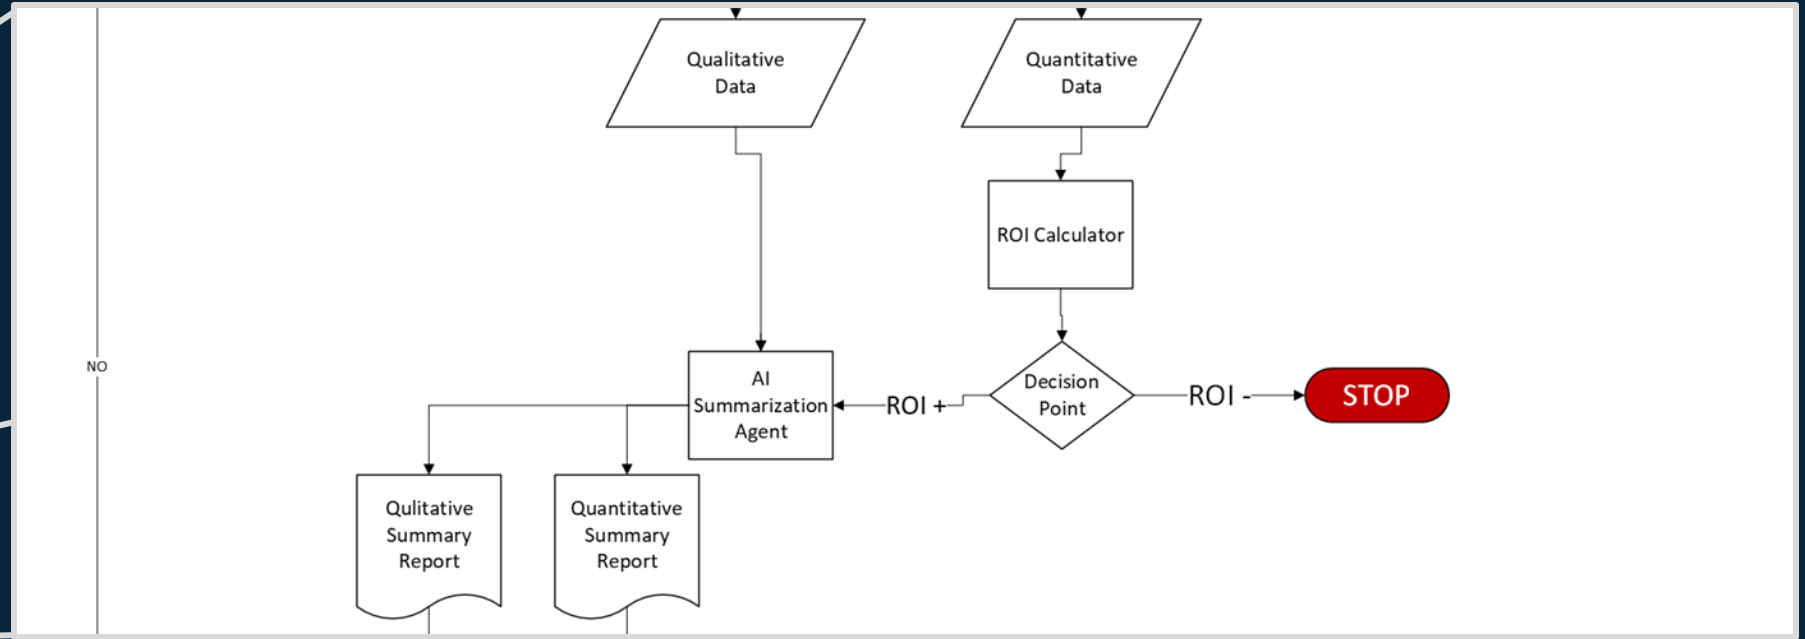 Qualitative
Data
Quantitative
Data
ROI Calculator
NO
AI
Summarization
Agent
ROI +
Decision
Point
ROI -
STOP
Qulitative
Summary
Report
Quantitative
Summary
Report